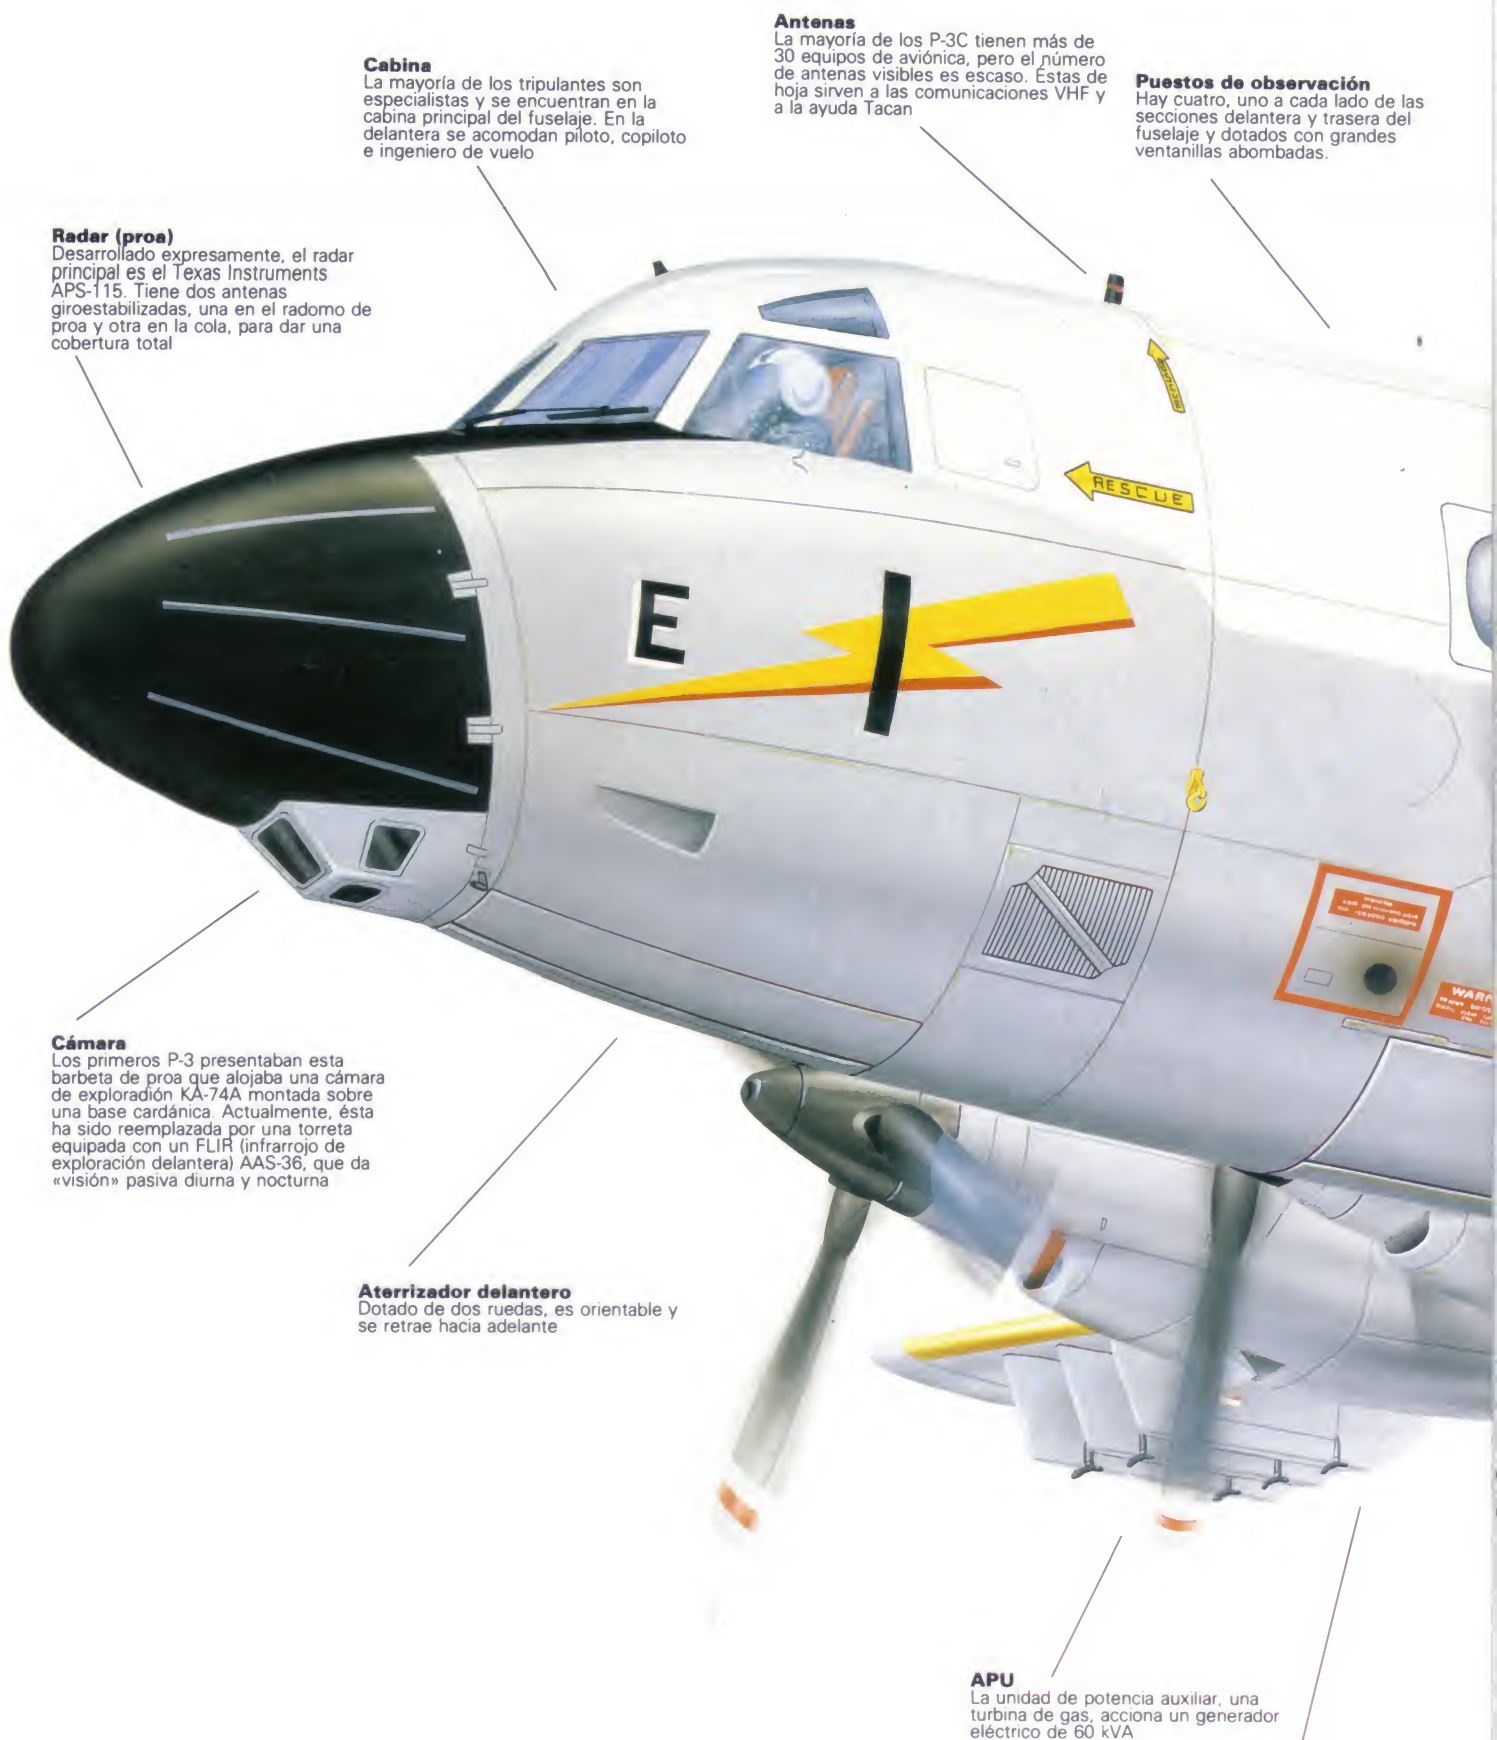 Antenas
La mayoría de los P-3C tienen más de
30 equipos de aviónica, pero el número
de antenas visibles es escaso. Éstas de
hoja sirven a las comunicaciones VHF y
a la ayuda Tacan
Cabina
La mayoría de los tripulantes son
especialistas y se encuentran en la
cabina principal del fuselaje. En la
delantera se acomodan piloto, copiloto
e ingeniero de vuelo
Puestos de observación
Hay cuatro, uno a cada lado de las
secciones delantera y trasera del
fuselaje y dotados con grandes
ventanillas abombadas.
Radar (proa)
Desarrollado expresamente, el radar
principal es el Texas Instruments
APS-115. Tiene dos antenas
giroestabilizadas, una en el radomo de
proa y otra en la cola, para dar una
cobertura total
RESCUE
E
WARN
Cámara
Los primeros P-3 presentaban esta
barbeta de proa que alojaba una cámara
de exploradión KA-74A montada sobre
una base cardánica. Actualmente, ésta
ha sido reemplazada por una torreta
equipada con un FLIR (infrarrojo de
exploración delantera) AAS-36, que da
«visión» pasiva diurna y nocturna
Aterrizador delantero
Dotado de dos ruedas, es orientable y
se retrae hacia adelante
APU
La unidad de potencia auxiliar, una
turbina de gas, acciona un generador
eléctrico de 60 kVA